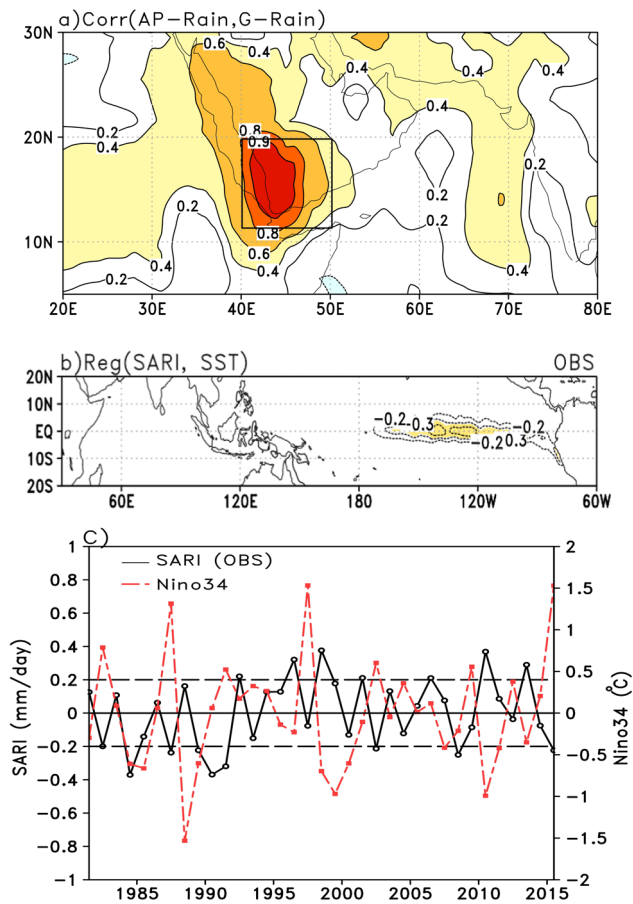 a)Corr(AP-Rain,G-Rain)
30N
0.6
0.4
0.4
0.4
0.2
0.4
20N
0.8
0.9
0.4
0.2
0.2
0.2
10N
0.8
0.6
0.4
0.4
0.4
0.2
20E 30E 40E 50E 60E 70E 80E
b)Reg(SARI, SST) OBS
20N
10N
EQ
10S
20S
-0.2
-0.3
-0.2
-0.2
0.3
60E 120E 180 120W 60W
C)
SARI (OBS)
Nino34
SARI (mm/day)
1
0.8
0.6
0.4
0.2
0
-0.2
-0.4
-0.6
-0.8
-1
2
1.5
1
0.5
0
-0.5
-1
-1.5
-2
Nino34 (°C)
1985 1990 1995 2000 2005 2010 2015